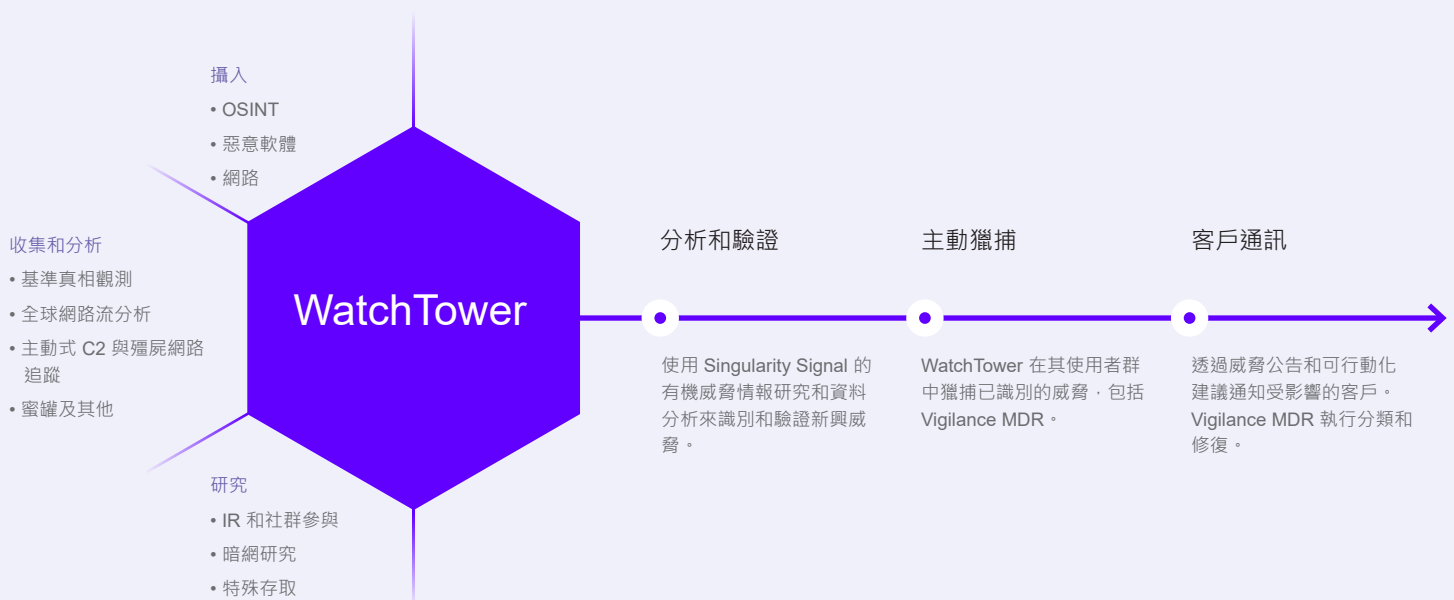 攝入
• OSINT
• 惡意軟體
• 網路
收集和分析
• 基準真相觀測
• 全球網路流分析
• 主動式 C2 與殭屍網路
追蹤
• 蜜罐及其他
研究
• IR 和社群參與
• 暗網研究
• 特殊存取
WatchTower
分析和驗證
使用 Singularity Signal 的
有機威脅情報研究和資料
分析來識別和驗證新興威
脅。
主動獵捕
WatchTower 在其使用者群
中獵捕已識別的威脅，包括
Vigilance MDR。
客戶通訊
透過威脅公告和可行動化
建議通知受影響的客戶。
Vigilance MDR 執行分類和
修復。